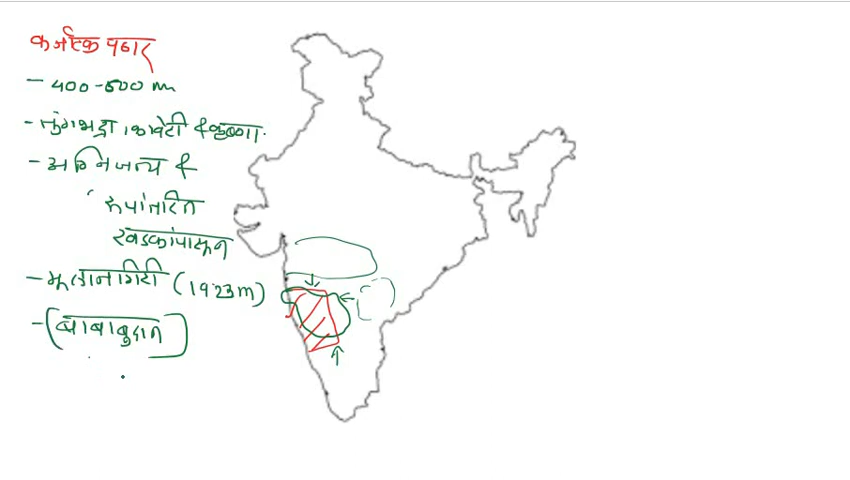 कर्नाटक पठार
- 400-600 m
- तुंगभद्रा, कावेरी & कृष्णा.
- अग्निजन्य &
रूपांतरित
खडकांपासून
- मूलानगिरी (1923m)
- [बाबाबुदान]